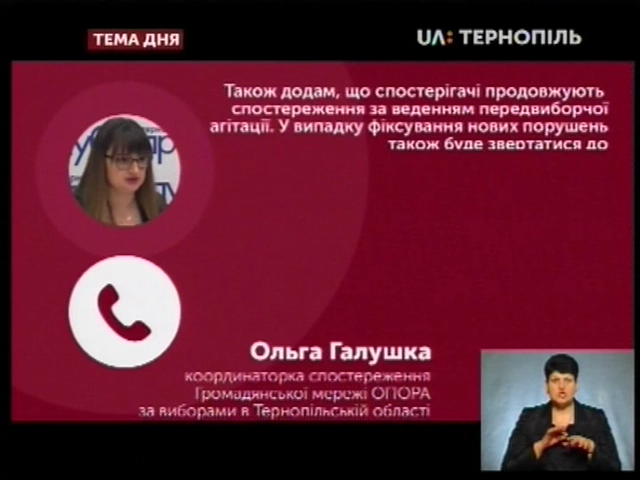 ТЕМА ДНЯ
UA: ТЕРНОПІЛЬ
Також додам, що спостерігачі продовжують
спостереження за веденням передвиборчої
агітації. У випадку фіксування нових порушень
також буде звертатися до
Ольга Галушка
координаторка спостереження
Громадянської мережі ОПОРА
за виборами в Тернопільській області